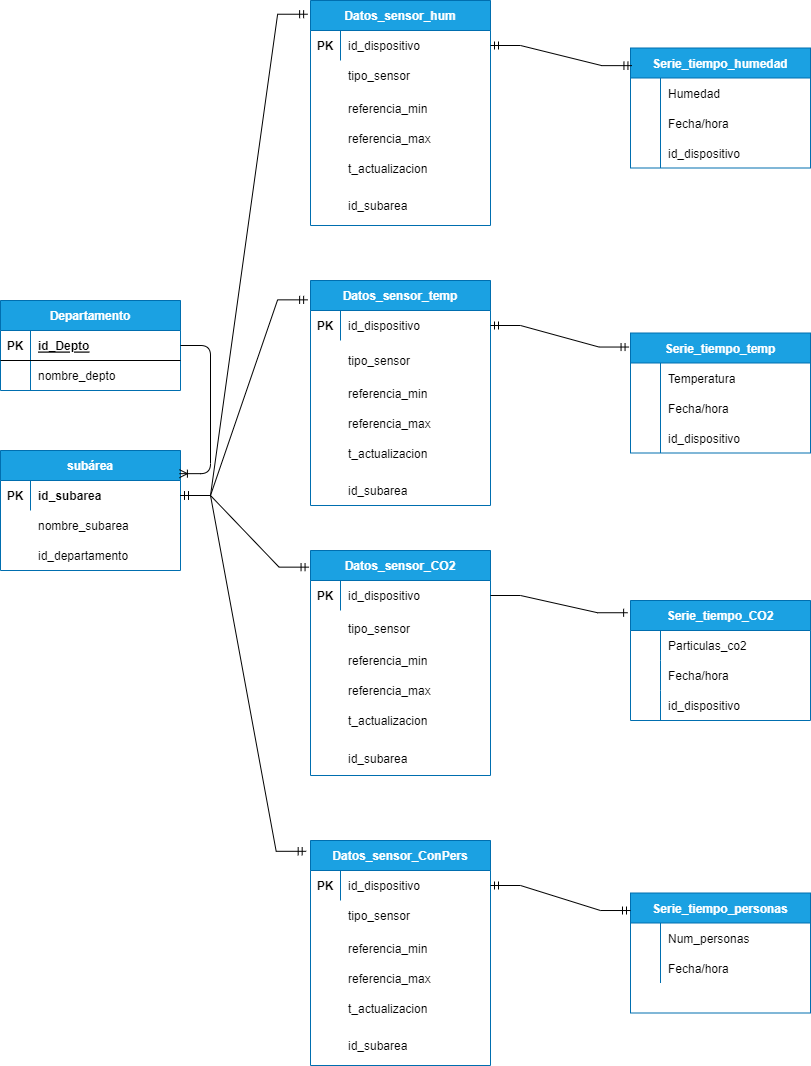 Datos_sensor_hum
PK id_dispositivo
tipo_sensor
referencia_min
referencia_max
t_actualizacion
id_subarea
Serie_tiempo_humedad
Humedad
Fecha/hora
id_dispositivo
Departamento
PK id_Depto
nombre_depto
subárea
PK id_subarea
nombre_subarea
id_departamento
Datos_sensor_temp
PK id_dispositivo
tipo_sensor
referencia_min
referencia_max
t_actualizacion
id_subarea
Serie_tiempo_temp
Temperatura
Fecha/hora
id_dispositivo
Datos_sensor_CO2
PK id_dispositivo
tipo_sensor
referencia_min
referencia_max
t_actualizacion
id_subarea
Serie_tiempo_CO2
Particulas_co2
Fecha/hora
id_dispositivo
Datos_sensor_ConPers
PK id_dispositivo
tipo_sensor
referencia_min
referencia_max
t_actualizacion
id_subarea
Serie_tiempo_personas
Num_personas
Fecha/hora